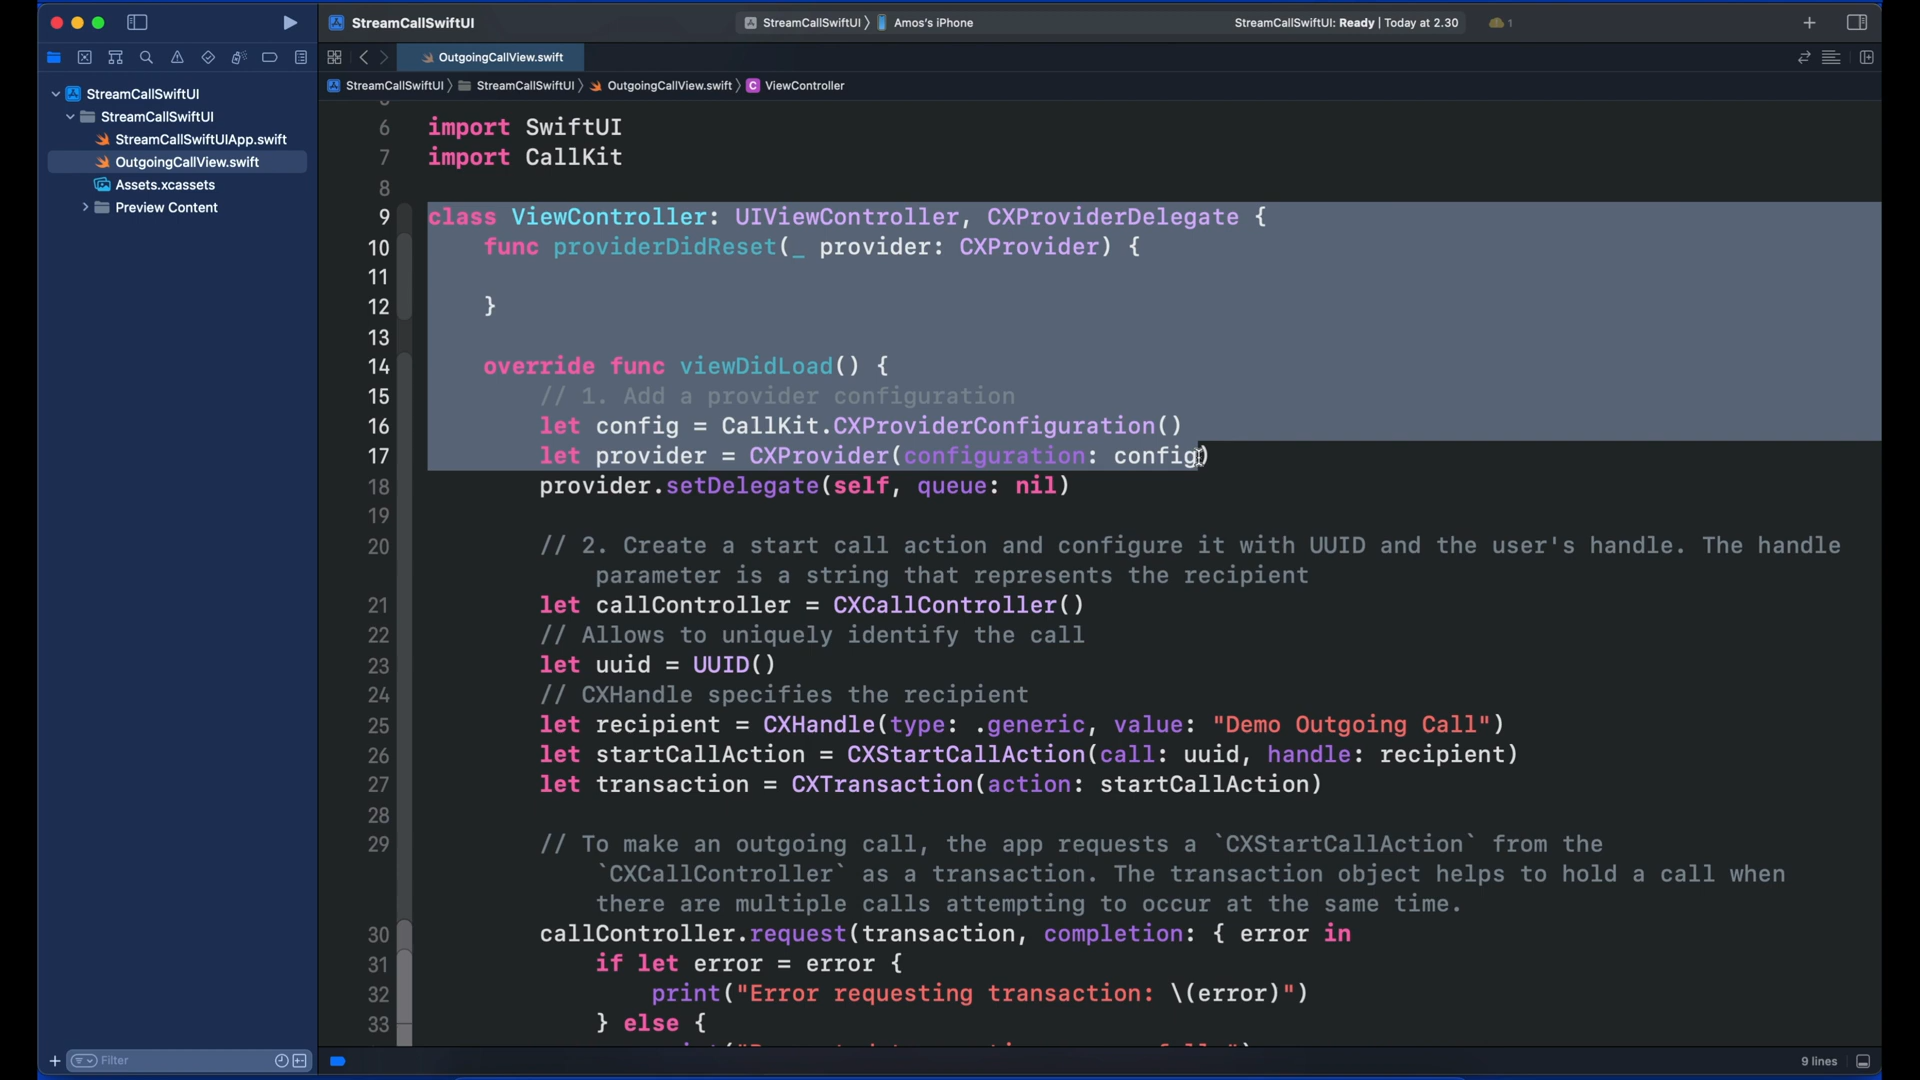 StreamCallSwiftUI
StreamCallSwiftUI 〉 Amos's iPhone
StreamCallSwiftUI: Ready | Today at 2.30
1
OutgoingCallView.swift
StreamCallSwiftUI 〉 StreamCallSwiftUI 〉 OutgoingCallView.swift 〉 C ViewController
StreamCallSwiftUI
StreamCallSwiftUI
StreamCallSwiftUIApp.swift
OutgoingCallView.swift
Assets.xcassets
Preview Content
6 import SwiftUI
7 import CallKit
8
9 class ViewController: UIViewController, CXProviderDelegate {
10 func providerDidReset(_ provider: CXProvider) {
11
12 }
13
14 override func viewDidLoad() {
15 // 1. Add a provider configuration
16 let config = CallKit.CXProviderConfiguration()
17 let provider = CXProvider(configuration: config)
18 provider.setDelegate(self, queue: nil)
19
20 // 2. Create a start call action and configure it with UUID and the user's handle. The handle
parameter is a string that represents the recipient
21 let callController = CXCallController()
22 // Allows to uniquely identify the call
23 let uuid = UUID()
24 // CXHandle specifies the recipient
25 let recipient = CXHandle(type: .generic, value: "Demo Outgoing Call")
26 let startCallAction = CXStartCallAction(call: uuid, handle: recipient)
27 let transaction = CXTransaction(action: startCallAction)
28
29 // To make an outgoing call, the app requests a `CXStartCallAction` from the
`CXCallController` as a transaction. The transaction object helps to hold a call when
there are multiple calls attempting to occur at the same time.
30 callController.request(transaction, completion: { error in
31 if let error = error {
32 print("Error requesting transaction: \(error)")
33 } else {
Filter
9 lines